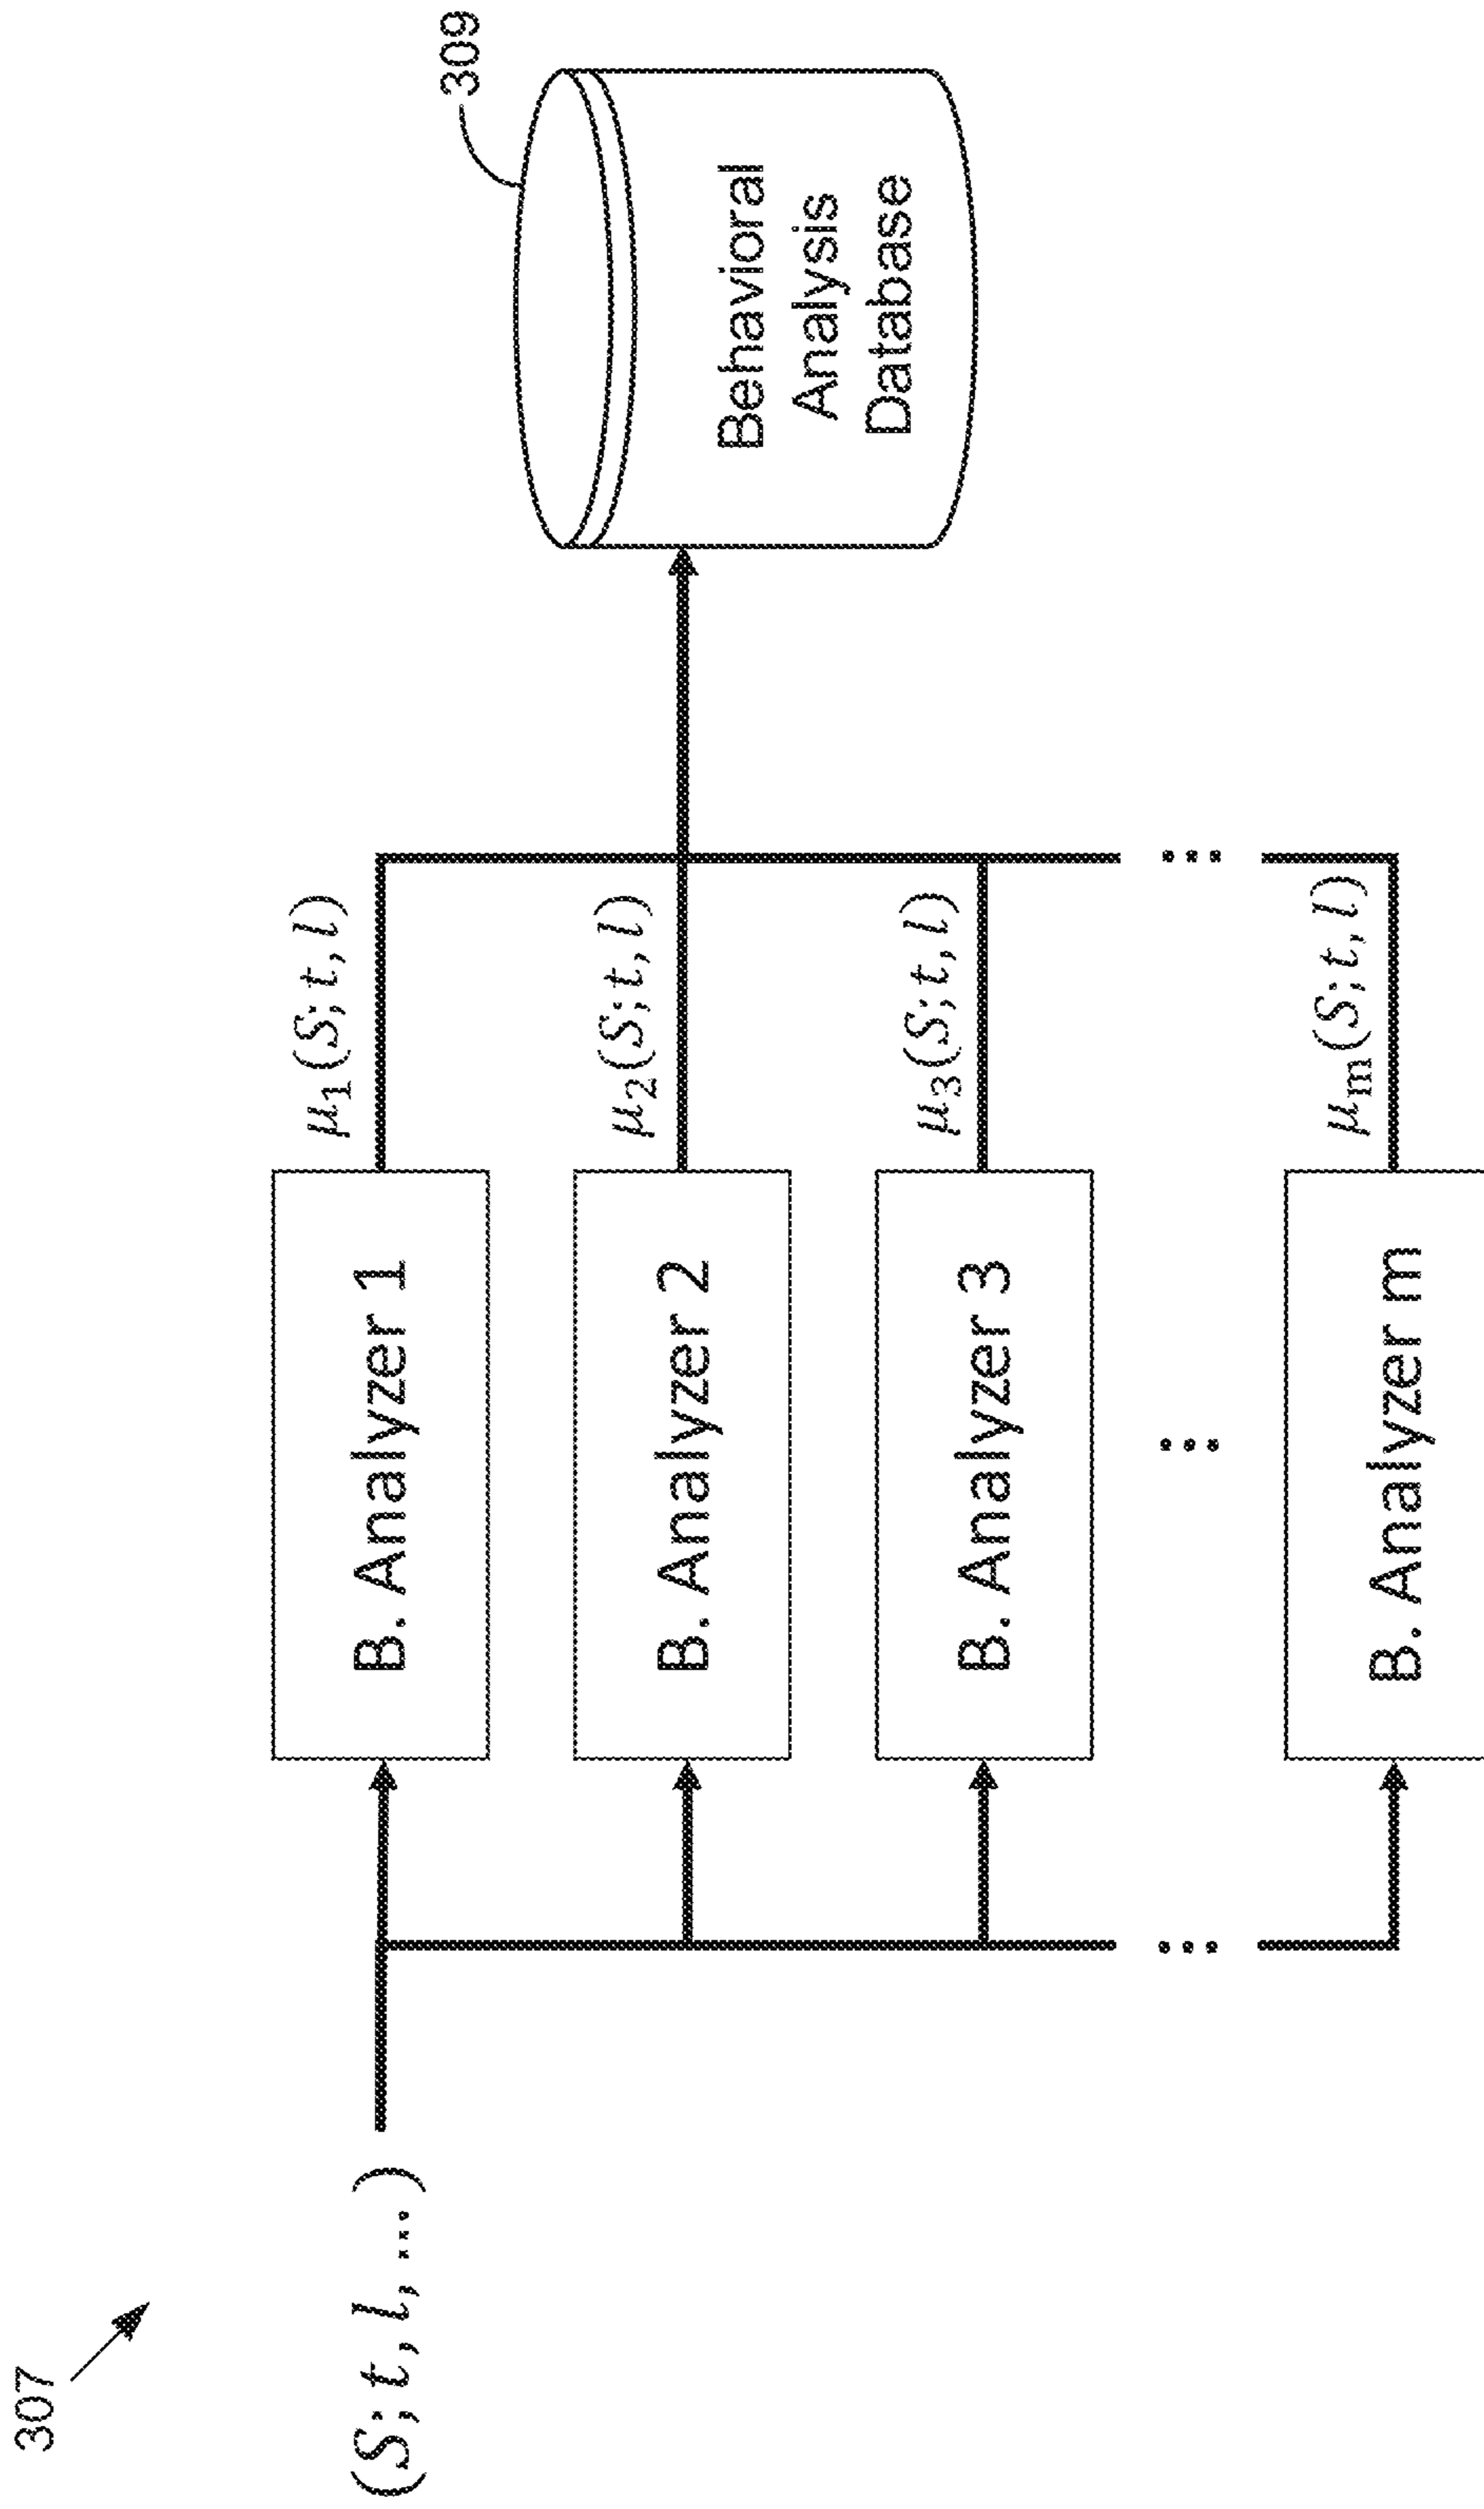 307
(S; t, l, ...)
B. Analyzer 1
μ₁(S; t, l)
B. Analyzer 2
μ₂(S; t, l)
B. Analyzer 3
μ₃(S; t, l)
...
...
...
B. Analyzer m
μₘ(S; t, l)
309
Behavioral
Analysis
Database